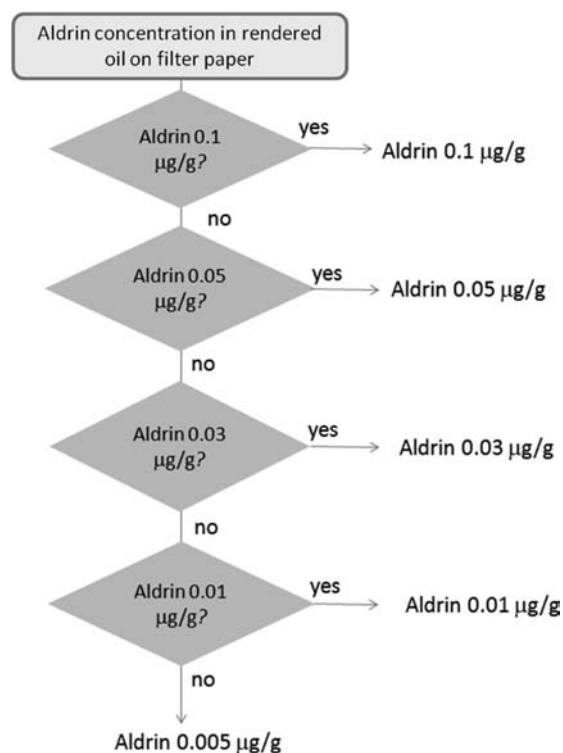 Aldrin concentration in rendered
oil on filter paper
Aldrin 0.1
µg/g?
yes
Aldrin 0.1 µg/g
no
Aldrin 0.05
µg/g?
yes
Aldrin 0.05 µg/g
no
Aldrin 0.03
µg/g?
yes
Aldrin 0.03 µg/g
no
Aldrin 0.01
µg/g?
yes
Aldrin 0.01 µg/g
no
Aldrin 0.005 µg/g